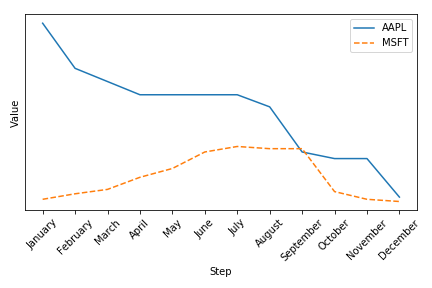 AAPL
MSFT
Value
January
February
March
April
May
June
July
August
September
October
November
December
Step